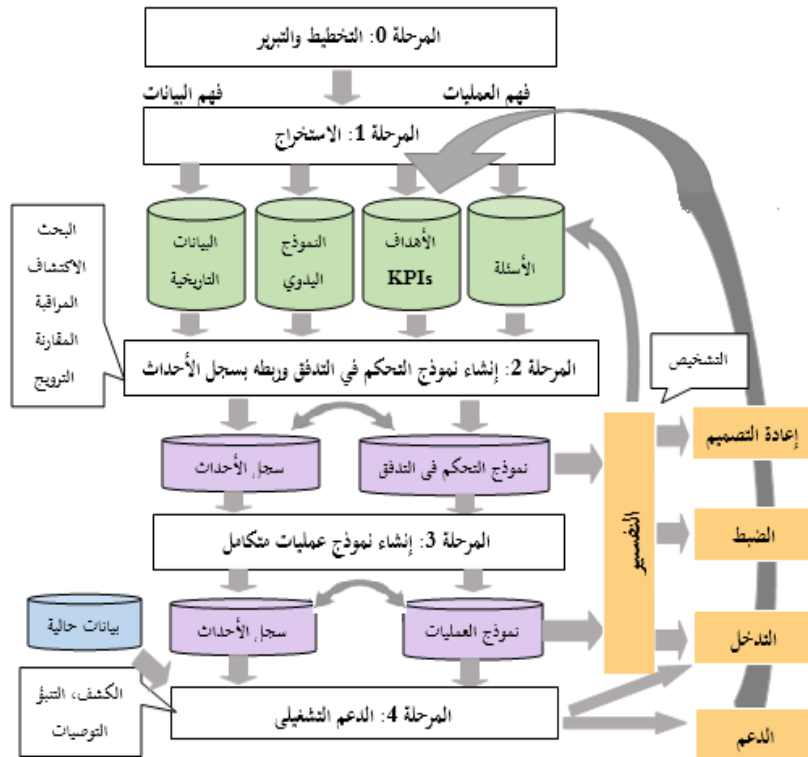 المرحلة 0: التخطيط والتبرير
فهم العمليات
فهم البيانات
المرحلة 1: الاستخراج
الأسئلة
الأهداف
KPIs
النموذج
اليدوي
البيانات
التاريخية
البحث
الاكتشاف
المراقبة
المقارنة
الترويج
المرحلة 2: إنشاء نموذج التحكم في التدفق وربطه بسجل الأحداث
التشخيص
نموذج التحكم في التدفق
سجل الأحداث
التفسير
إعادة التصميم
المرحلة 3: إنشاء نموذج عمليات متكامل
الضبط
نموذج العمليات
سجل الأحداث
بيانات حالية
التدخل
الكشف، التنبؤ
التوصيات
المرحلة 4: الدعم التشغيلي
الدعم